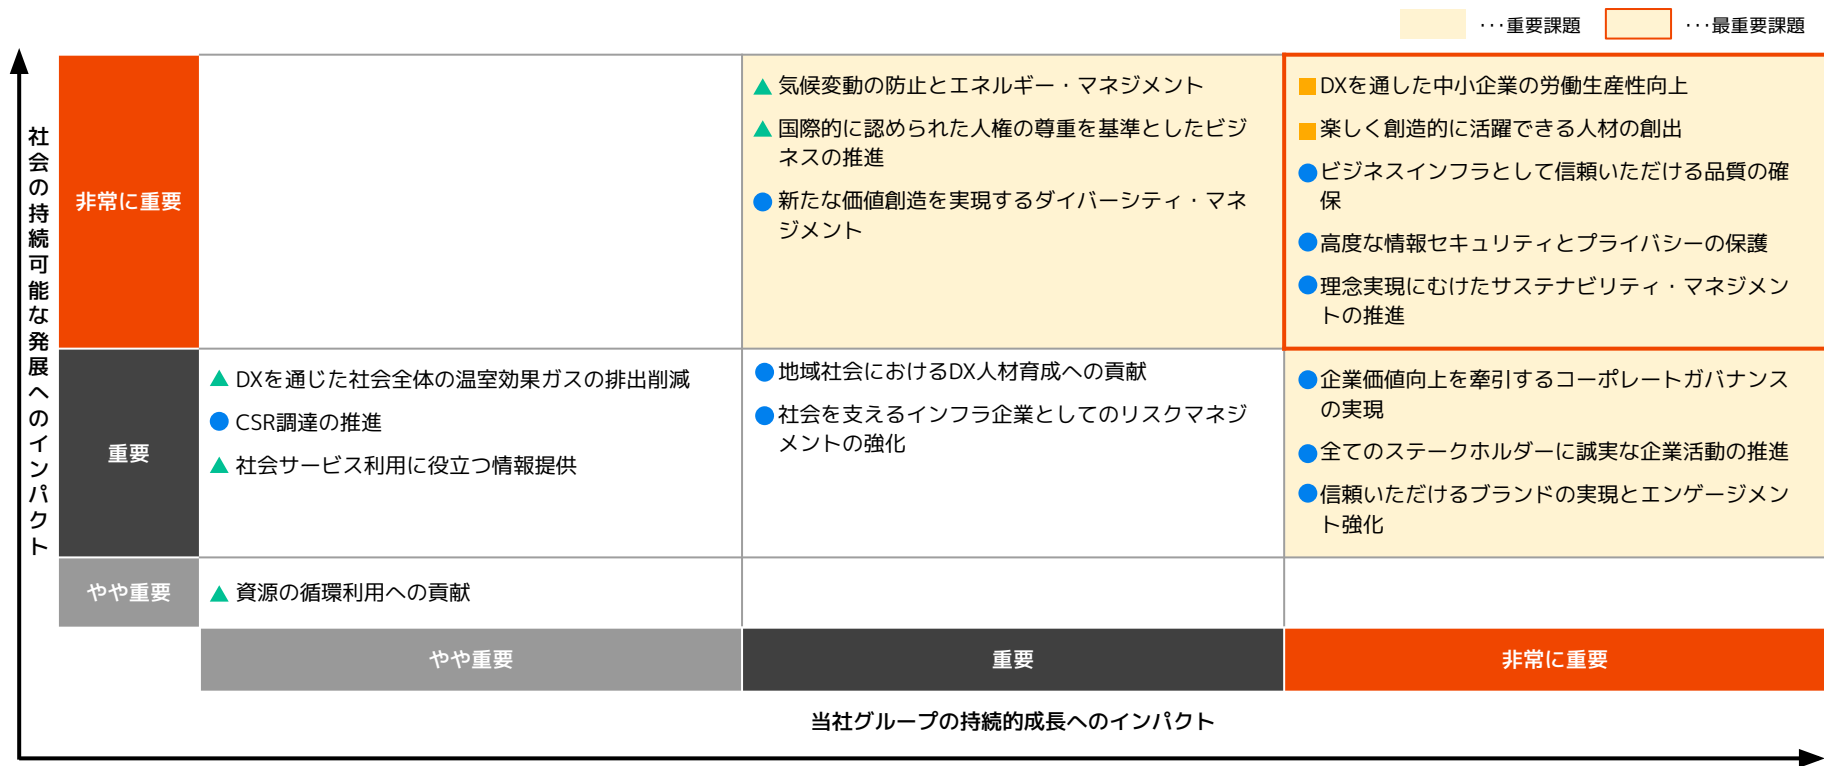 ･･･重要課題
･･･最重要課題
社会の持続可能な発展へのインパクト
非常に重要
気候変動の防止とエネルギー・マネジメント
国際的に認められた人権の尊重を基準としたビジ
ネスの推進
新たな価値創造を実現するダイバーシティ・マネ
ジメント
DXを通した中小企業の労働生産性向上
楽しく創造的に活躍できる人材の創出
ビジネスインフラとして信頼いただける品質の確
保
高度な情報セキュリティとプライバシーの保護
理念実現にむけたサステナビリティ・マネジメン
トの推進
重要
DXを通じた社会全体の温室効果ガスの排出削減
CSR調達の推進
社会サービス利用に役立つ情報提供
地域社会におけるDX人材育成への貢献
社会を支えるインフラ企業としてのリスクマネジ
メントの強化
企業価値向上を牽引するコーポレートガバナンス
の実現
全てのステークホルダーに誠実な企業活動の推進
信頼いただけるブランドの実現とエンゲージメン
ト強化
やや重要
資源の循環利用への貢献
やや重要
重要
非常に重要
当社グループの持続的成長へのインパクト